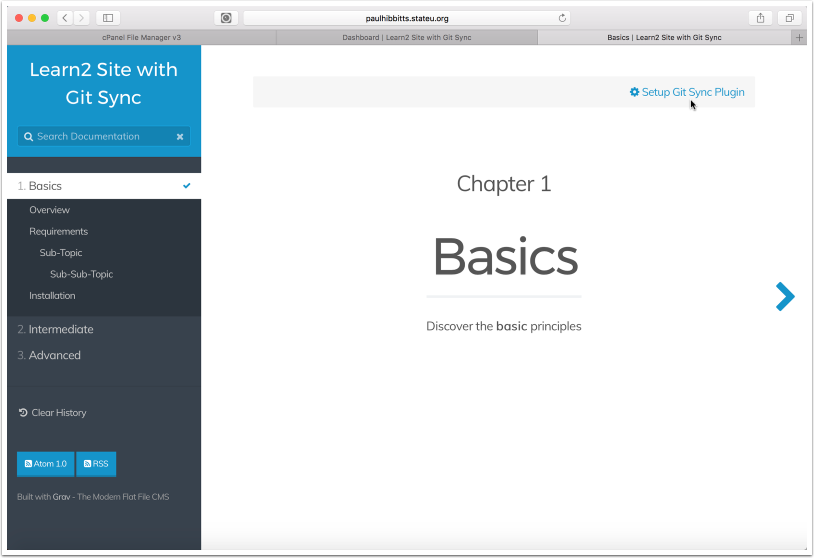 paulhibbitts.stateu.org
cPanel File Manager v3
Dashboard | Learn2 Site with Git Sync
Basics | Learn2 Site with Git Sync
Learn2 Site with
Git Sync
Search Documentation
1. Basics
Overview
Requirements
Sub-Topic
Sub-Sub-Topic
Installation
2. Intermediate
3. Advanced
Clear History
Atom 1.0
RSS
Built with Grav - The Modern Flat File CMS
Setup Git Sync Plugin
Chapter 1
Basics
Discover the basic principles